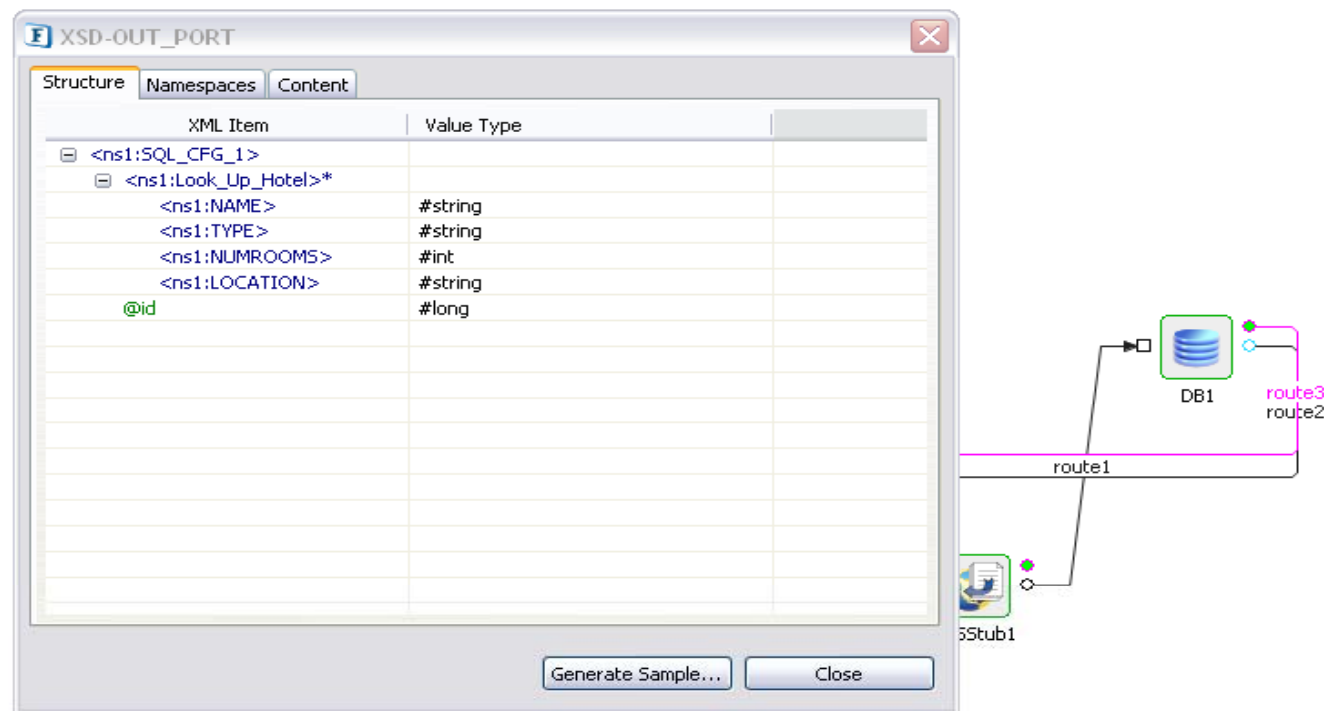 XSD-OUT_PORT
Structure Namespaces Content
XML Item Value Type
<ns1:SQL_CFG_1>
<ns1:Look_Up_Hotel>*
<ns1:NAME> #string
<ns1:TYPE> #string
<ns1:NUMROOMS> #int
<ns1:LOCATION> #string
@id #long
DB1
route3
route2
route1
SStub1
Generate Sample... Close